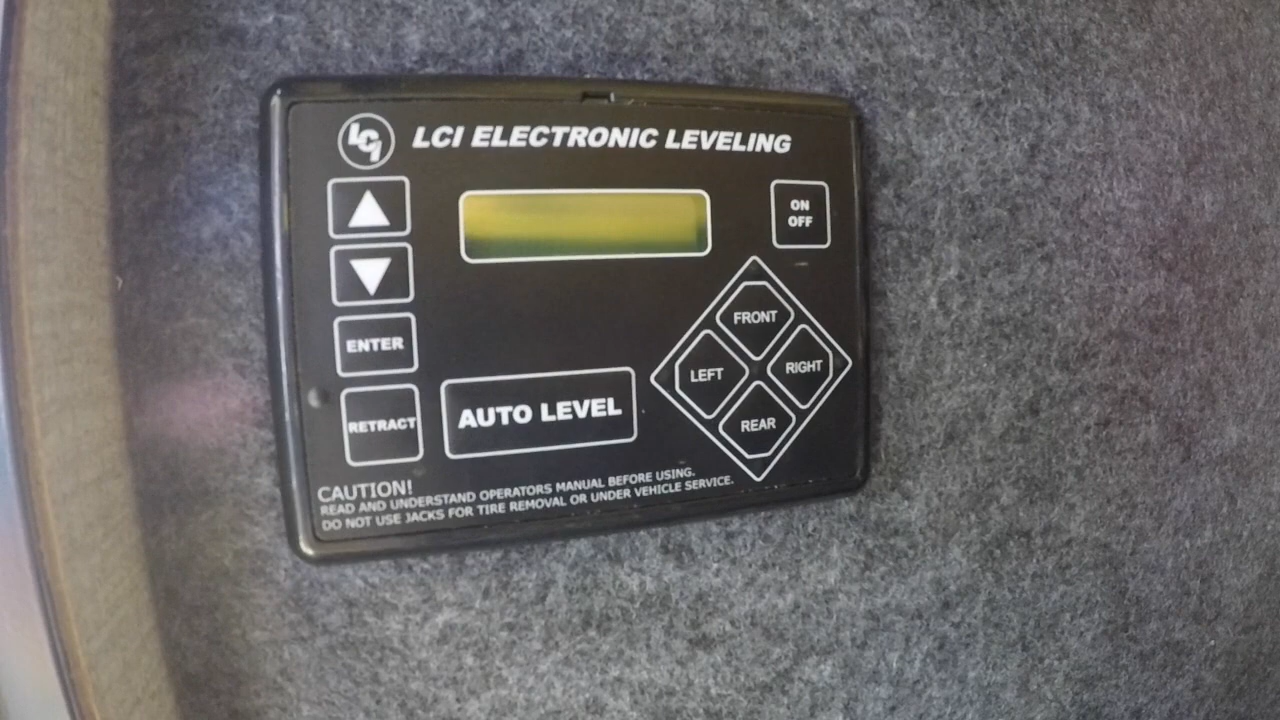 LCI
LCI ELECTRONIC LEVELING
ON
OFF
FRONT
LEFT
RIGHT
REAR
ENTER
RETRACT
AUTO LEVEL
CAUTION!
READ AND UNDERSTAND OPERATORS MANUAL BEFORE USING.
DO NOT USE JACKS FOR TIRE REMOVAL OR UNDER VEHICLE SERVICE.